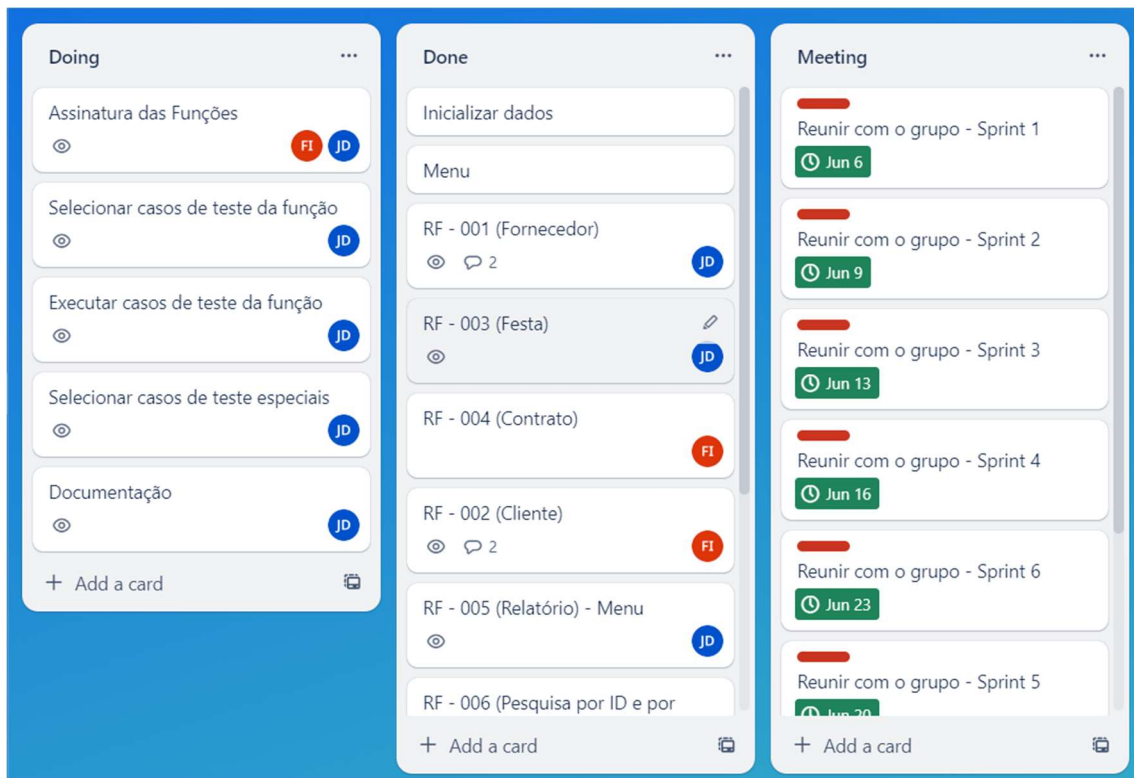 Doing
Assinatura das Funções
FI JD
Selecionar casos de teste da função
JD
Executar casos de teste da função
JD
Selecionar casos de teste especiais
JD
Documentação
JD
+ Add a card
Done
Inicializar dados
Menu
RF - 001 (Fornecedor)
2 JD
RF - 003 (Festa)
JD
RF - 004 (Contrato)
FI
RF - 002 (Cliente)
2 FI
RF - 005 (Relatório) - Menu
JD
RF - 006 (Pesquisa por ID e por
+ Add a card
Meeting
Reunir com o grupo - Sprint 1
Jun 6
Reunir com o grupo - Sprint 2
Jun 9
Reunir com o grupo - Sprint 3
Jun 13
Reunir com o grupo - Sprint 4
Jun 16
Reunir com o grupo - Sprint 6
Jun 23
Reunir com o grupo - Sprint 5
Jun 20
+ Add a card